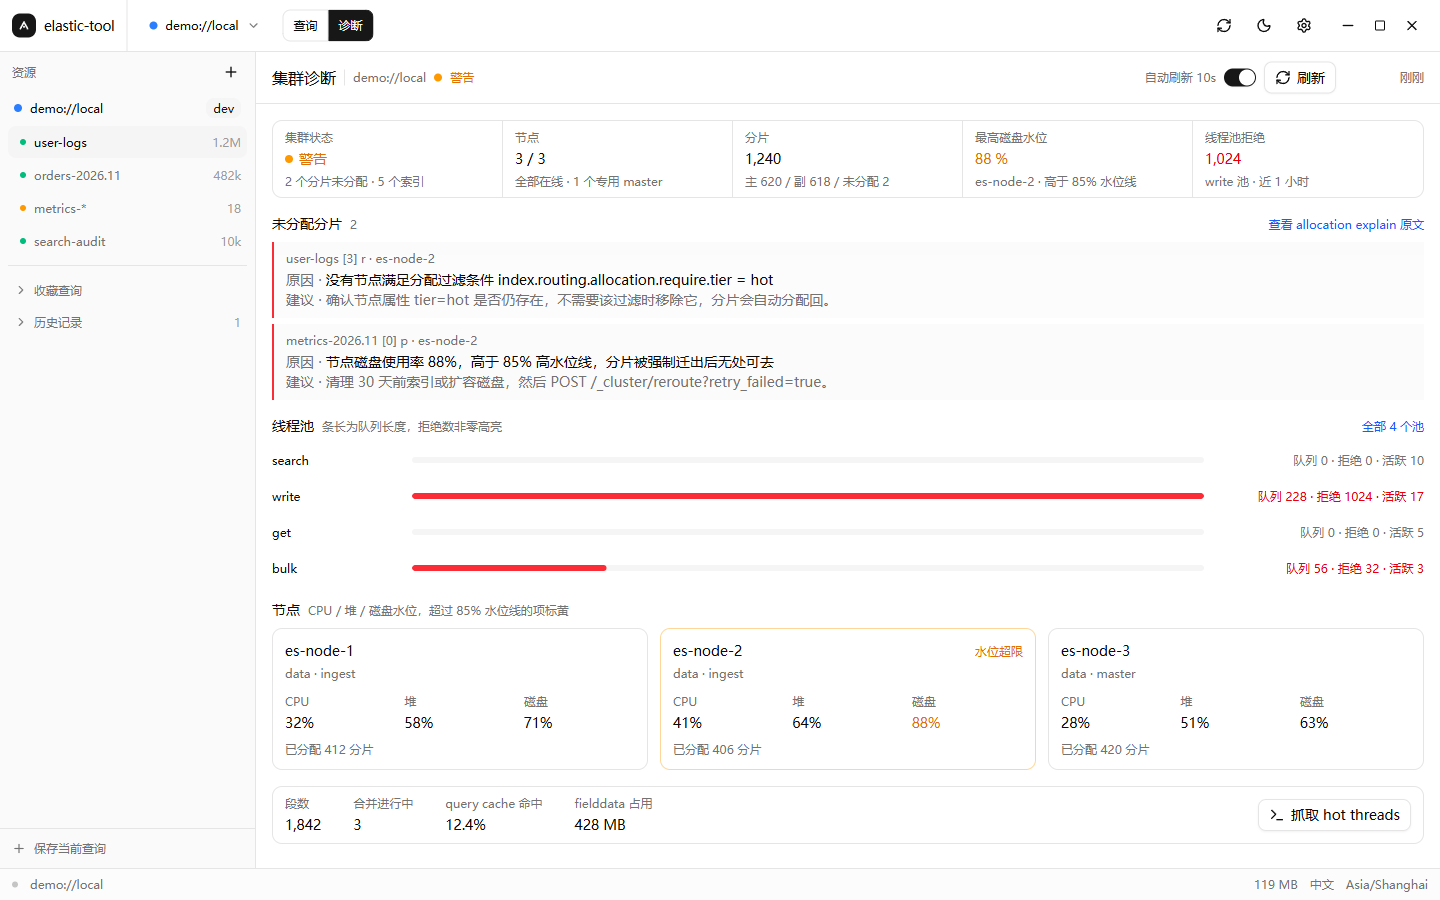 elastic-tool
demo://local
查询
诊断
资源
demo://local
dev
user-logs
1.2M
orders-2026.11
482k
metrics-*
18
search-audit
10k
收藏查询
历史记录
1
保存当前查询
集群诊断
demo://local
警告
自动刷新 10s
刷新
刚刚
集群状态
警告
2 个分片未分配 · 5 个索引
节点
3 / 3
全部在线 · 1 个专用 master
分片
1,240
主 620 / 副 618 / 未分配 2
最高磁盘水位
88 %
es-node-2 · 高于 85% 水位线
线程池拒绝
1,024
write 池 · 近 1 小时
未分配分片 2
查看 allocation explain 原文
user-logs [3] r · es-node-2
原因 · 没有节点满足分配过滤条件 index.routing.allocation.require.tier = hot
建议 · 确认节点属性 tier=hot 是否仍存在，不需要该过滤时移除它，分片会自动分配回。
metrics-2026.11 [0] p · es-node-2
原因 · 节点磁盘使用率 88%，高于 85% 高水位线，分片被强制迁出后无处可去
建议 · 清理 30 天前索引或扩容磁盘，然后 POST /_cluster/reroute?retry_failed=true。
线程池 条长为队列长度，拒绝数非零高亮
全部 4 个池
search
队列 0 · 拒绝 0 · 活跃 10
write
队列 228 · 拒绝 1024 · 活跃 17
get
队列 0 · 拒绝 0 · 活跃 5
bulk
队列 56 · 拒绝 32 · 活跃 3
节点 CPU / 堆 / 磁盘水位，超过 85% 水位线的项标黄
es-node-1
data · ingest
CPU
堆
磁盘
32%
58%
71%
已分配 412 分片
es-node-2
水位超限
data · ingest
CPU
堆
磁盘
41%
64%
88%
已分配 406 分片
es-node-3
data · master
CPU
堆
磁盘
28%
51%
63%
已分配 420 分片
段数
1,842
合并进行中
3
query cache 命中
12.4%
fielddata 占用
428 MB
抓取 hot threads
demo://local
119 MB
中文
Asia/Shanghai